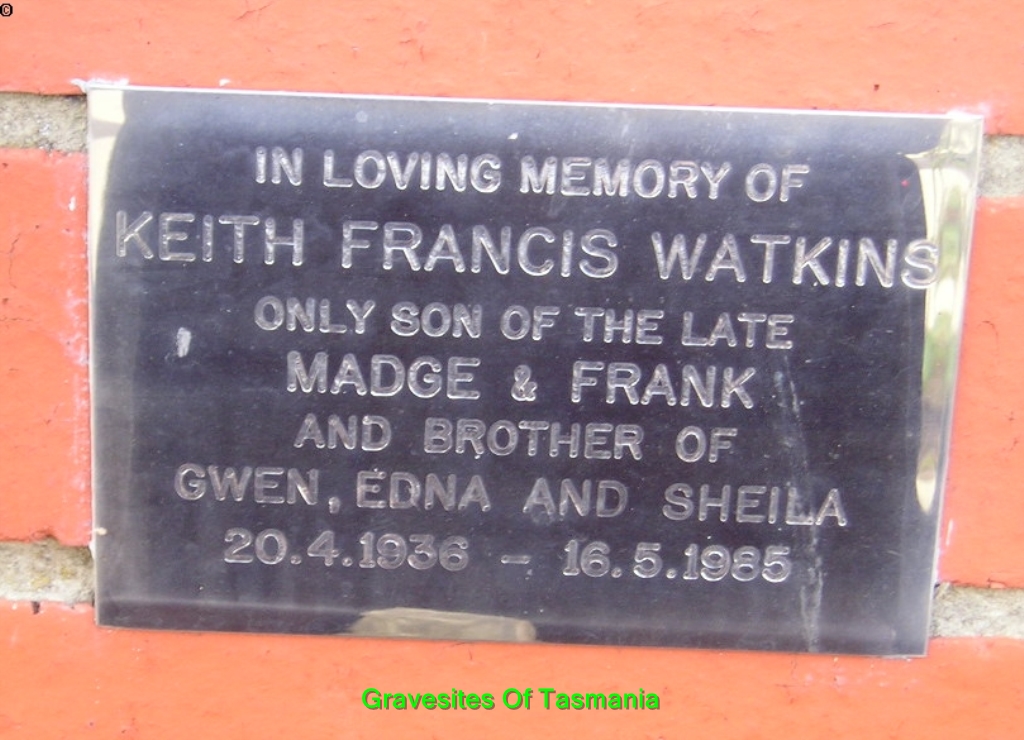 ©
IN LOVING MEMORY OF
KEITH FRANCIS WATKINS
ONLY SON OF THE LATE
MADGE & FRANK
AND BROTHER OF
GWEN, EDNA AND SHEILA
20.4.1936 - 16.5.1985
Gravesites Of Tasmania